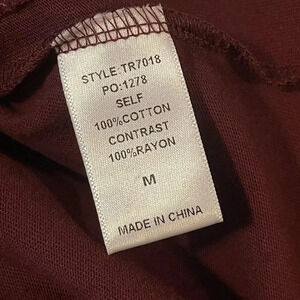 STYLE:TR7018
PO:1278
SELF
100%COTTON
CONTRAST
100%RAYON
M
MADE IN CHINA